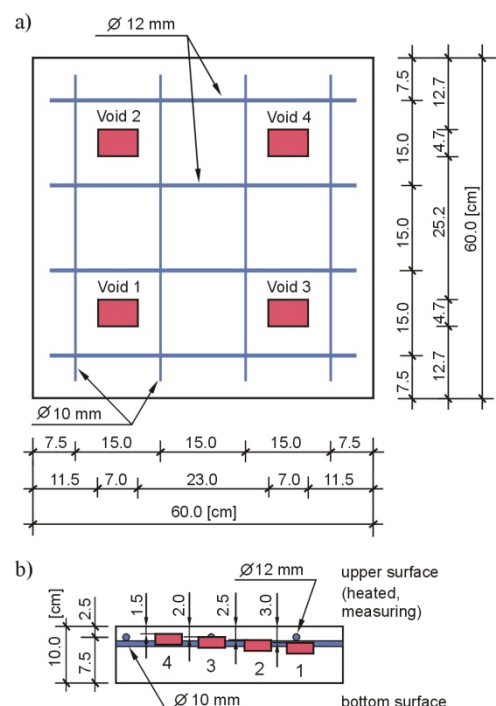 a)
Ø 12 mm
Void 2
Void 4
Void 1
Void 3
Ø 10 mm
7.5
15.0
15.0
15.0
7.5
12.7
4.7
25.2
4.7
12.7
60.0 [cm]
7.5 15.0 15.0 15.0 7.5
11.5 7.0 23.0 7.0 11.5
60.0 [cm]
b)
Ø12 mm
upper surface
(heated,
measuring)
[cm]
10.0
2.5
7.5
1.5
2.0
2.5
3.0
4 3 2 1
Ø 10 mm
bottom surface